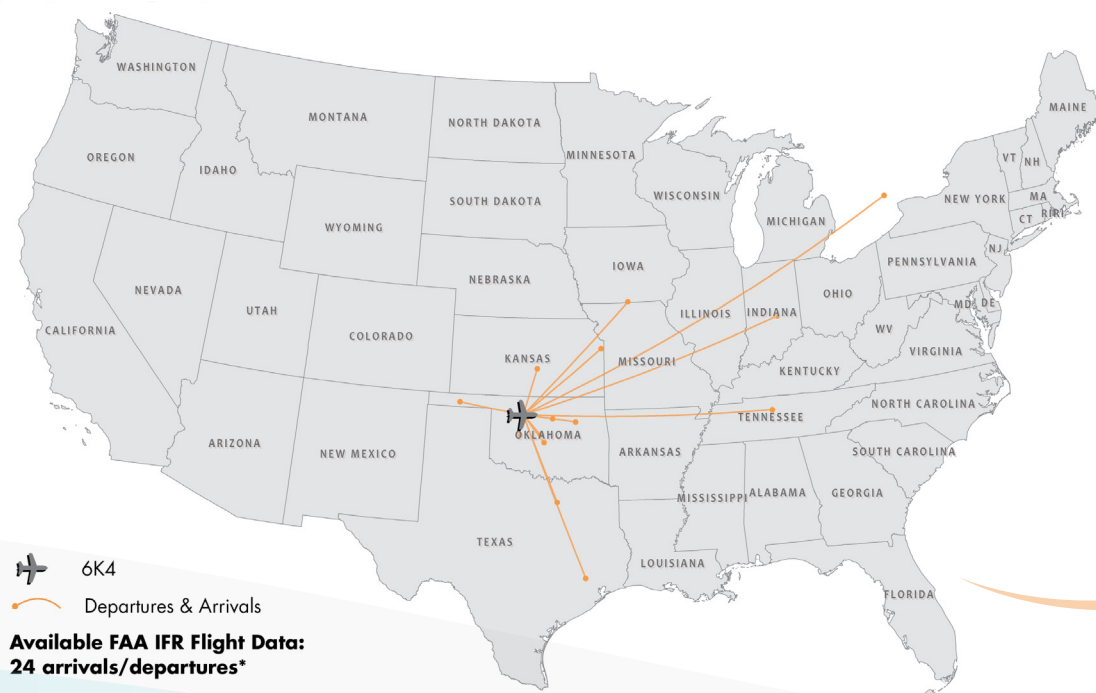 WASHINGTON
MAINE
MONTANA
NORTH DAKOTA
MINNESOTA
VT
NH
OREGON
IDAHO
WISCONSIN
SOUTH DAKOTA
MICHIGAN
NEW YORK
MA
CT
RIRI
WYOMING
IOWA
PENNSYLVANIA
NJ
NEBRASKA
NEVADA
OHIO
MD
DE
UTAH
ILLINOIS
INDIANA
CALIFORNIA
COLORADO
WV
VIRGINIA
KANSAS
MISSOURI
KENTUCKY
NORTH CAROLINA
TENNESSEE
OKLAHOMA
ARIZONA
NEW MEXICO
ARKANSAS
SOUTH CAROLINA
MISSISSIPPI
ALABAMA
GEORGIA
TEXAS
LOUISIANA
FLORIDA
6K4
Departures & Arrivals
Available FAA IFR Flight Data:
24 arrivals/departures*